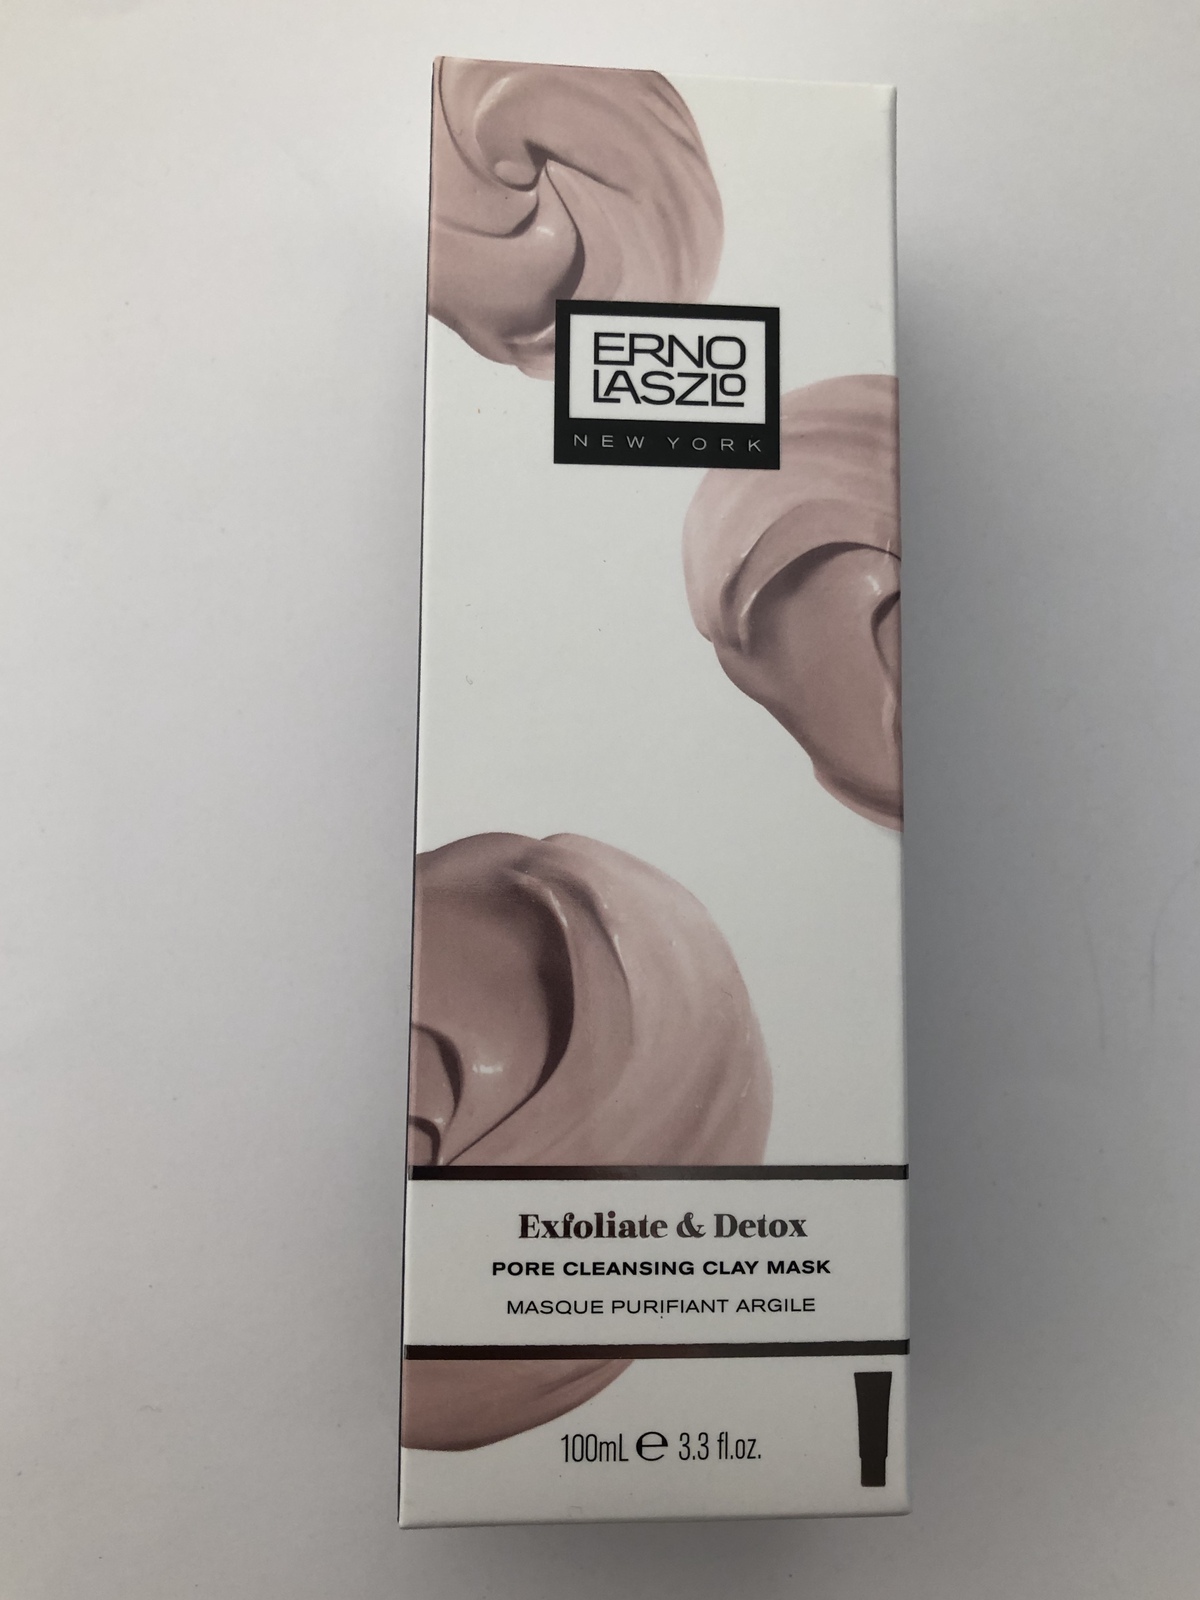 ERNO
LASZLO
NEW YORK
Exfoliate & Detox
PORE CLEANSING CLAY MASK
MASQUE PURIFIANT ARGILE
100mL ℮ 3.3 fl.oz.